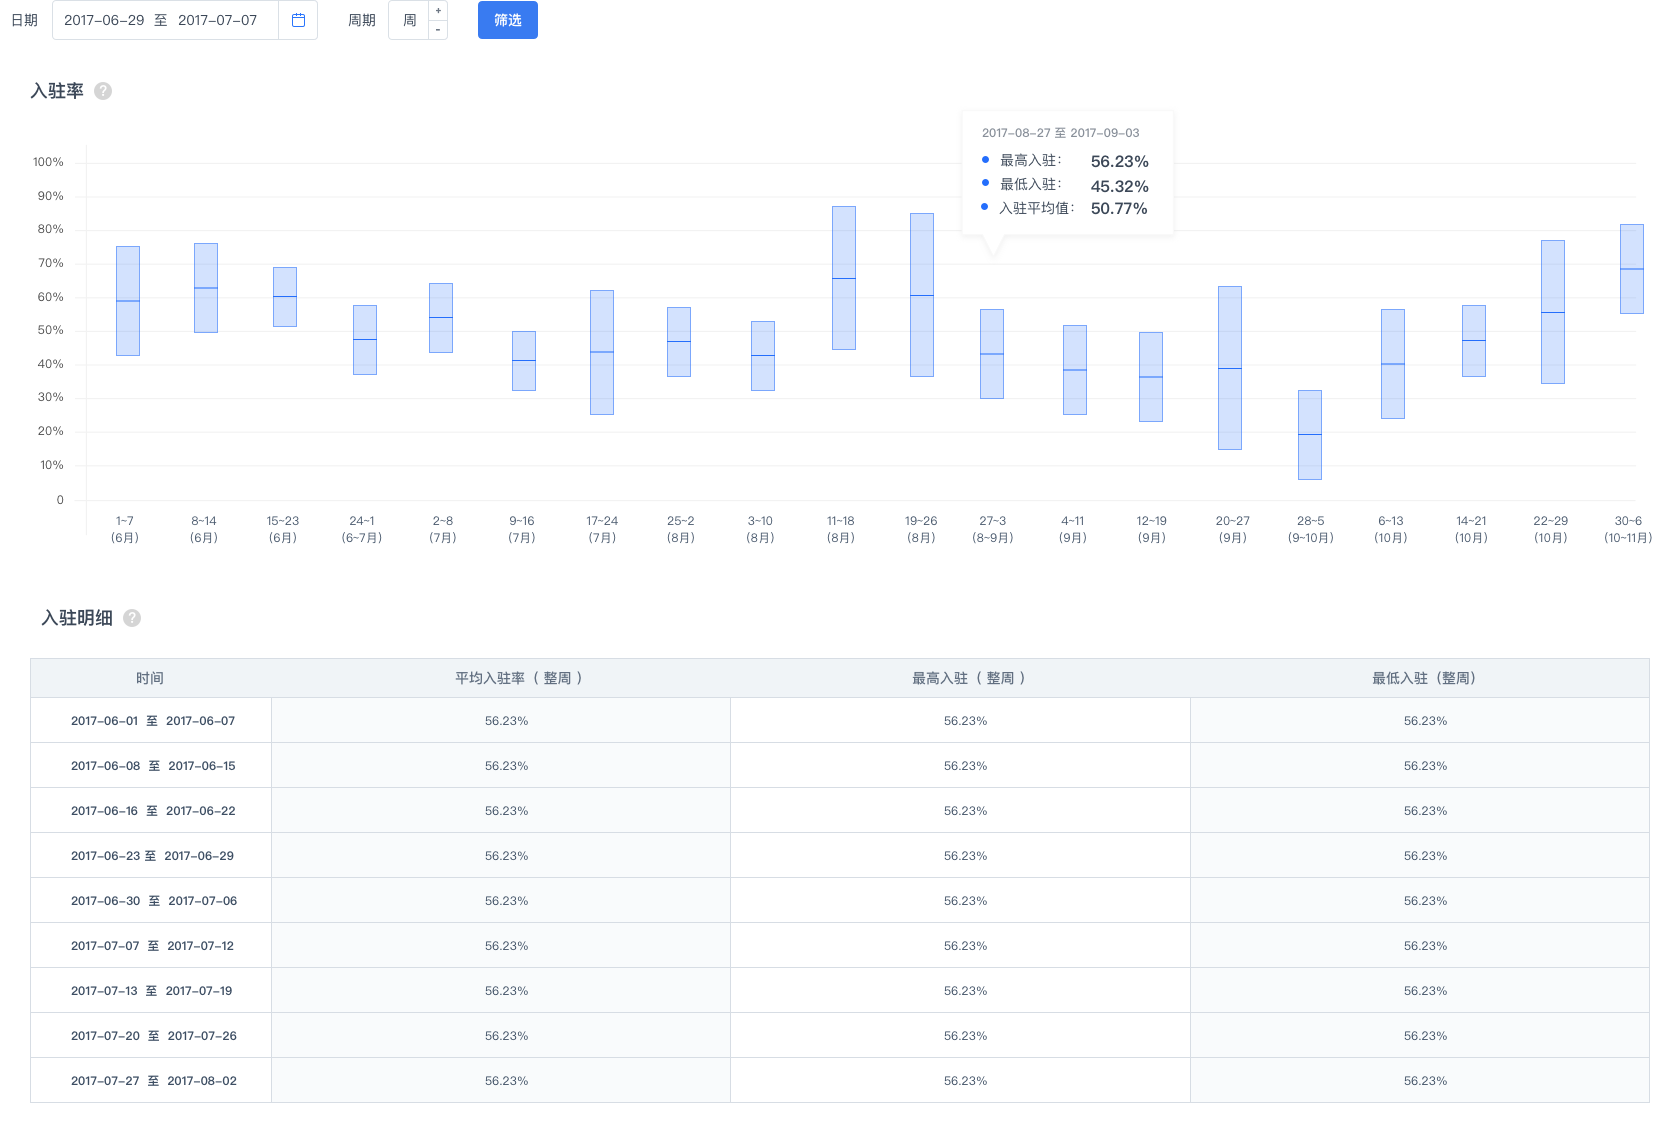 日期 2017-06-29 至 2017-07-07 周期 周 + - 筛选
入驻率 ?
2017-08-27 至 2017-09-03
最高入驻： 56.23%
最低入驻： 45.32%
入驻平均值： 50.77%
100%
90%
80%
70%
60%
50%
40%
30%
20%
10%
0
1~7 8~14 15~23 24~1 2~8 9~16 17~24 25~2 3~10 11~18 19~26 27~3 4~11 12~19 20~27 28~5 6~13 14~21 22~29 30~6
(6月) (6月) (6月) (6~7月) (7月) (7月) (7月) (8月) (8月) (8月) (8月) (8~9月) (9月) (9月) (9月) (9~10月) (10月) (10月) (10月) (10~11月)
入驻明细 ?
时间 平均入驻率（ 整周 ） 最高入驻（ 整周 ） 最低入驻（整周）
2017-06-01 至 2017-06-07 56.23% 56.23% 56.23%
2017-06-08 至 2017-06-15 56.23% 56.23% 56.23%
2017-06-16 至 2017-06-22 56.23% 56.23% 56.23%
2017-06-23 至 2017-06-29 56.23% 56.23% 56.23%
2017-06-30 至 2017-07-06 56.23% 56.23% 56.23%
2017-07-07 至 2017-07-12 56.23% 56.23% 56.23%
2017-07-13 至 2017-07-19 56.23% 56.23% 56.23%
2017-07-20 至 2017-07-26 56.23% 56.23% 56.23%
2017-07-27 至 2017-08-02 56.23% 56.23% 56.23%